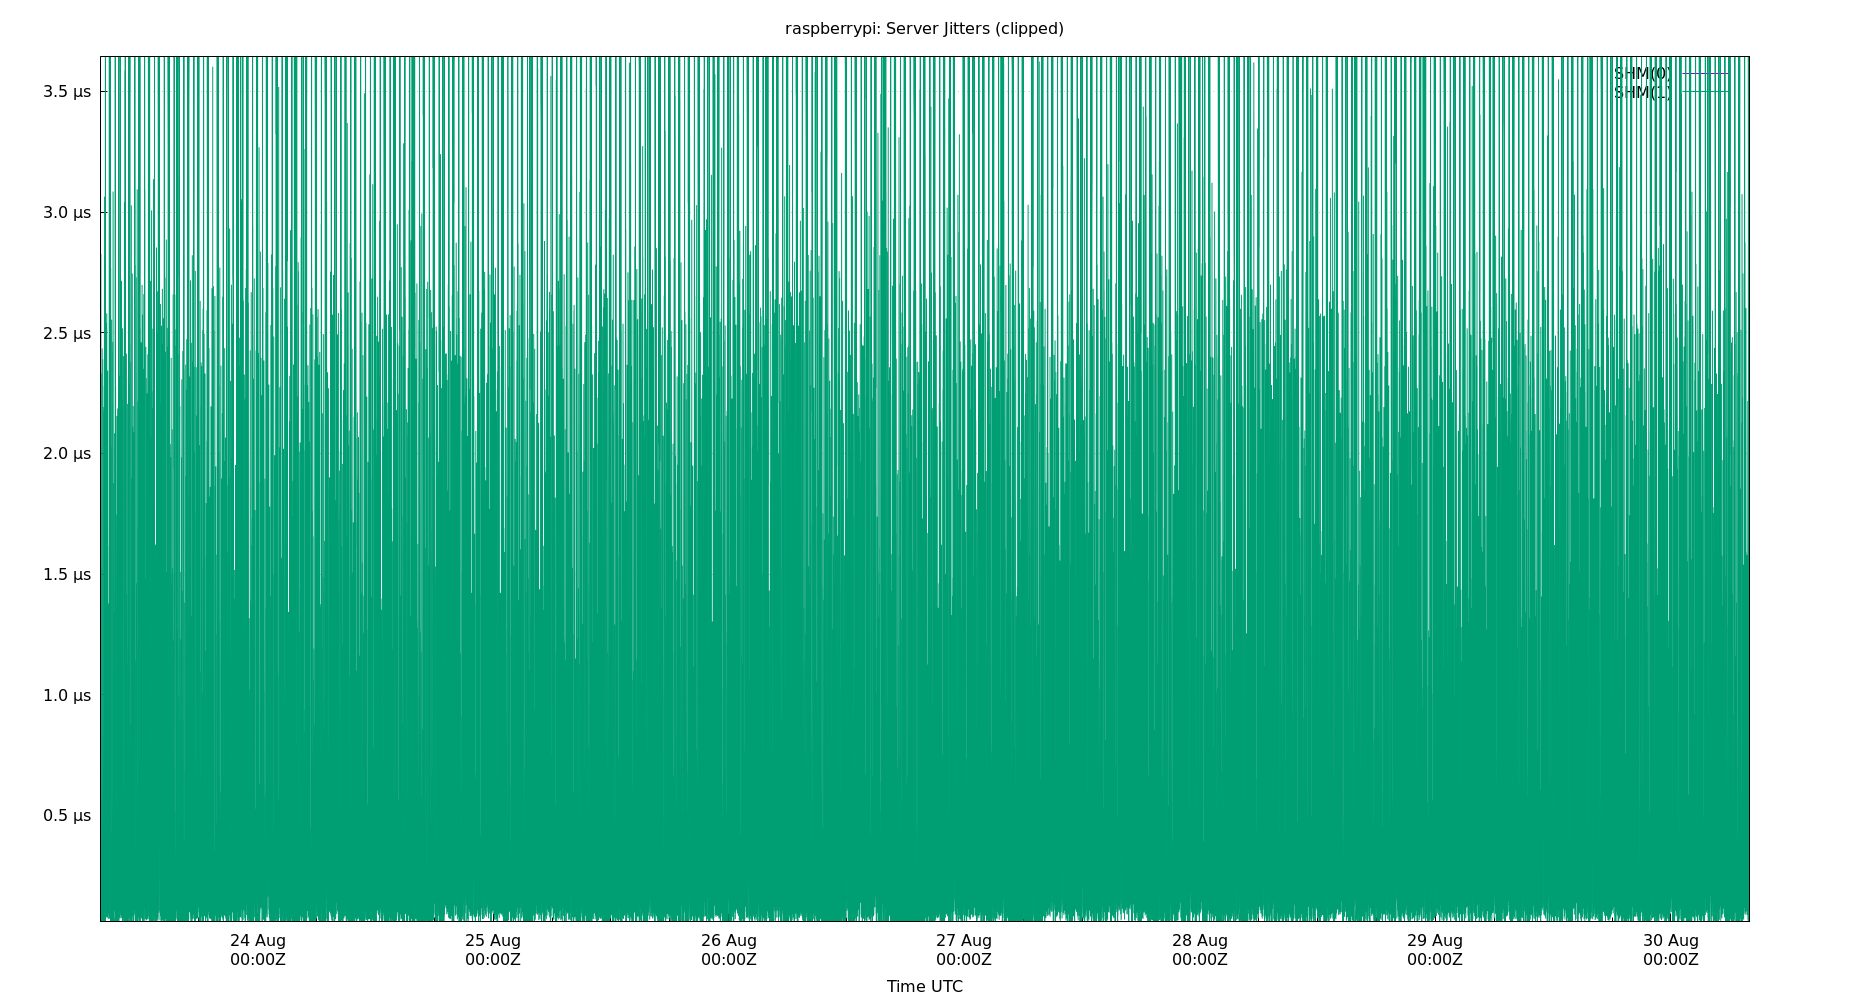 raspberrypi: Server Jitters (clipped)
SHM(0)
SHM(1)
3.5 µs
3.0 µs
2.5 µs
2.0 µs
1.5 µs
1.0 µs
0.5 µs
24 Aug 25 Aug 26 Aug 27 Aug 28 Aug 29 Aug 30 Aug
00:00Z 00:00Z 00:00Z 00:00Z 00:00Z 00:00Z 00:00Z
Time UTC